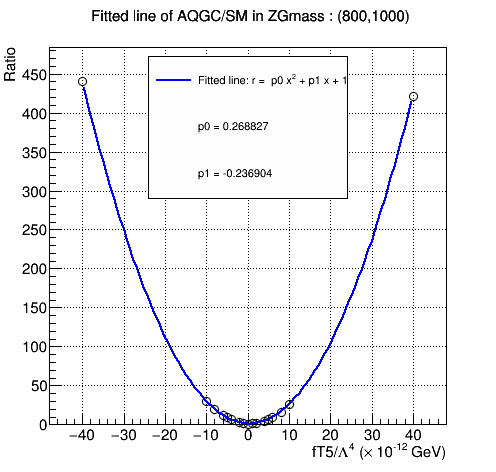 Fitted line of AQGC/SM in ZGmass : (800,1000)
Ratio
Fitted line: r =  p0 x² + p1 x + 1
p0 = 0.268827
p1 = -0.236904
450
400
350
300
250
200
150
100
50
0
−40 −30 −20 −10 0 10 20 30 40
fT5/Λ⁴ (× 10⁻¹² GeV)